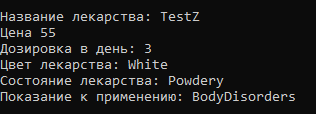 Название лекарства: TestZ
Цена 55
Дозировка в день: 3
Цвет лекарства: White
Состояние лекарства: Powdery
Показание к применению: BodyDisorders